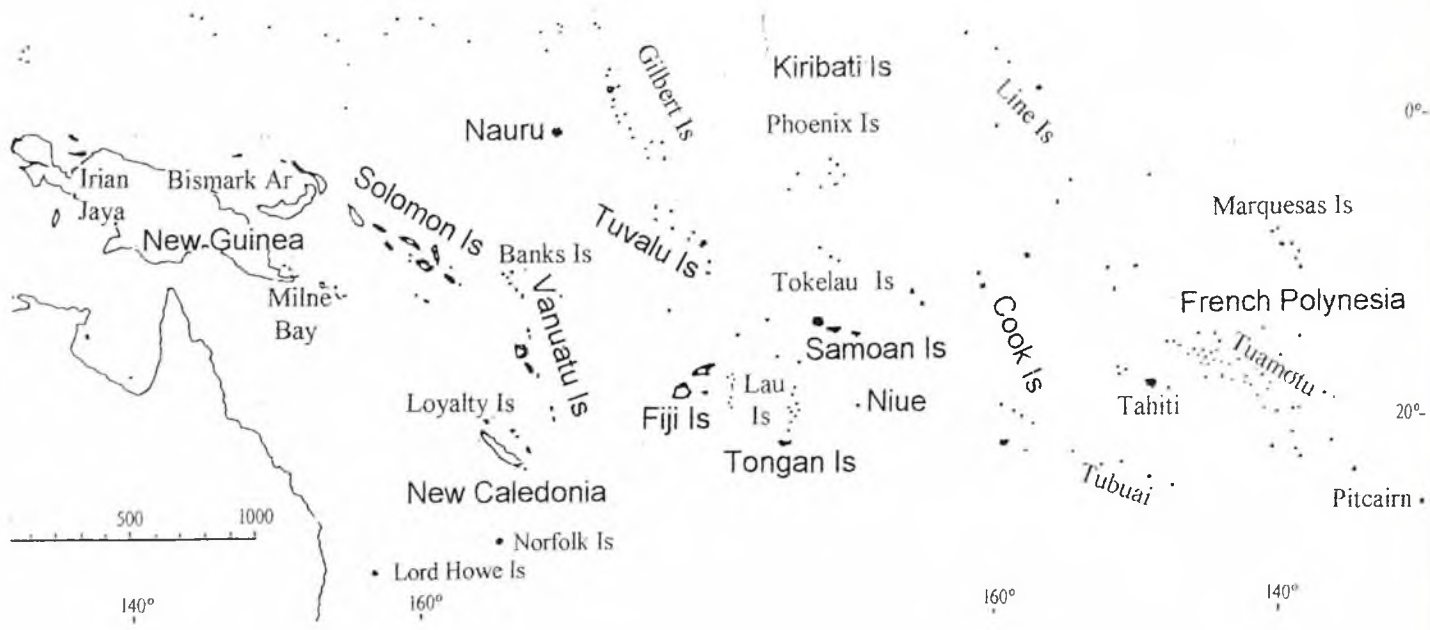 Gilbert Is
Kiribati Is
Line Is
0°
Nauru
Phoenix Is
Irian
Jaya
Bismark Ar
Solomon Is
Marquesas Is
New Guinea
Tuvalu Is
Banks Is
Milne
Bay
Vanuatu Is
Tokelau Is
Cook Is
French Polynesia
Samoan Is
Tuamotu
Loyalty Is
Fiji Is
Lau
Is
Niue
Tahiti
20°
Tongan Is
New Caledonia
Tubuai
Pitcairn
500
1000
Norfolk Is
Lord Howe Is
140°
160°
160°
140°